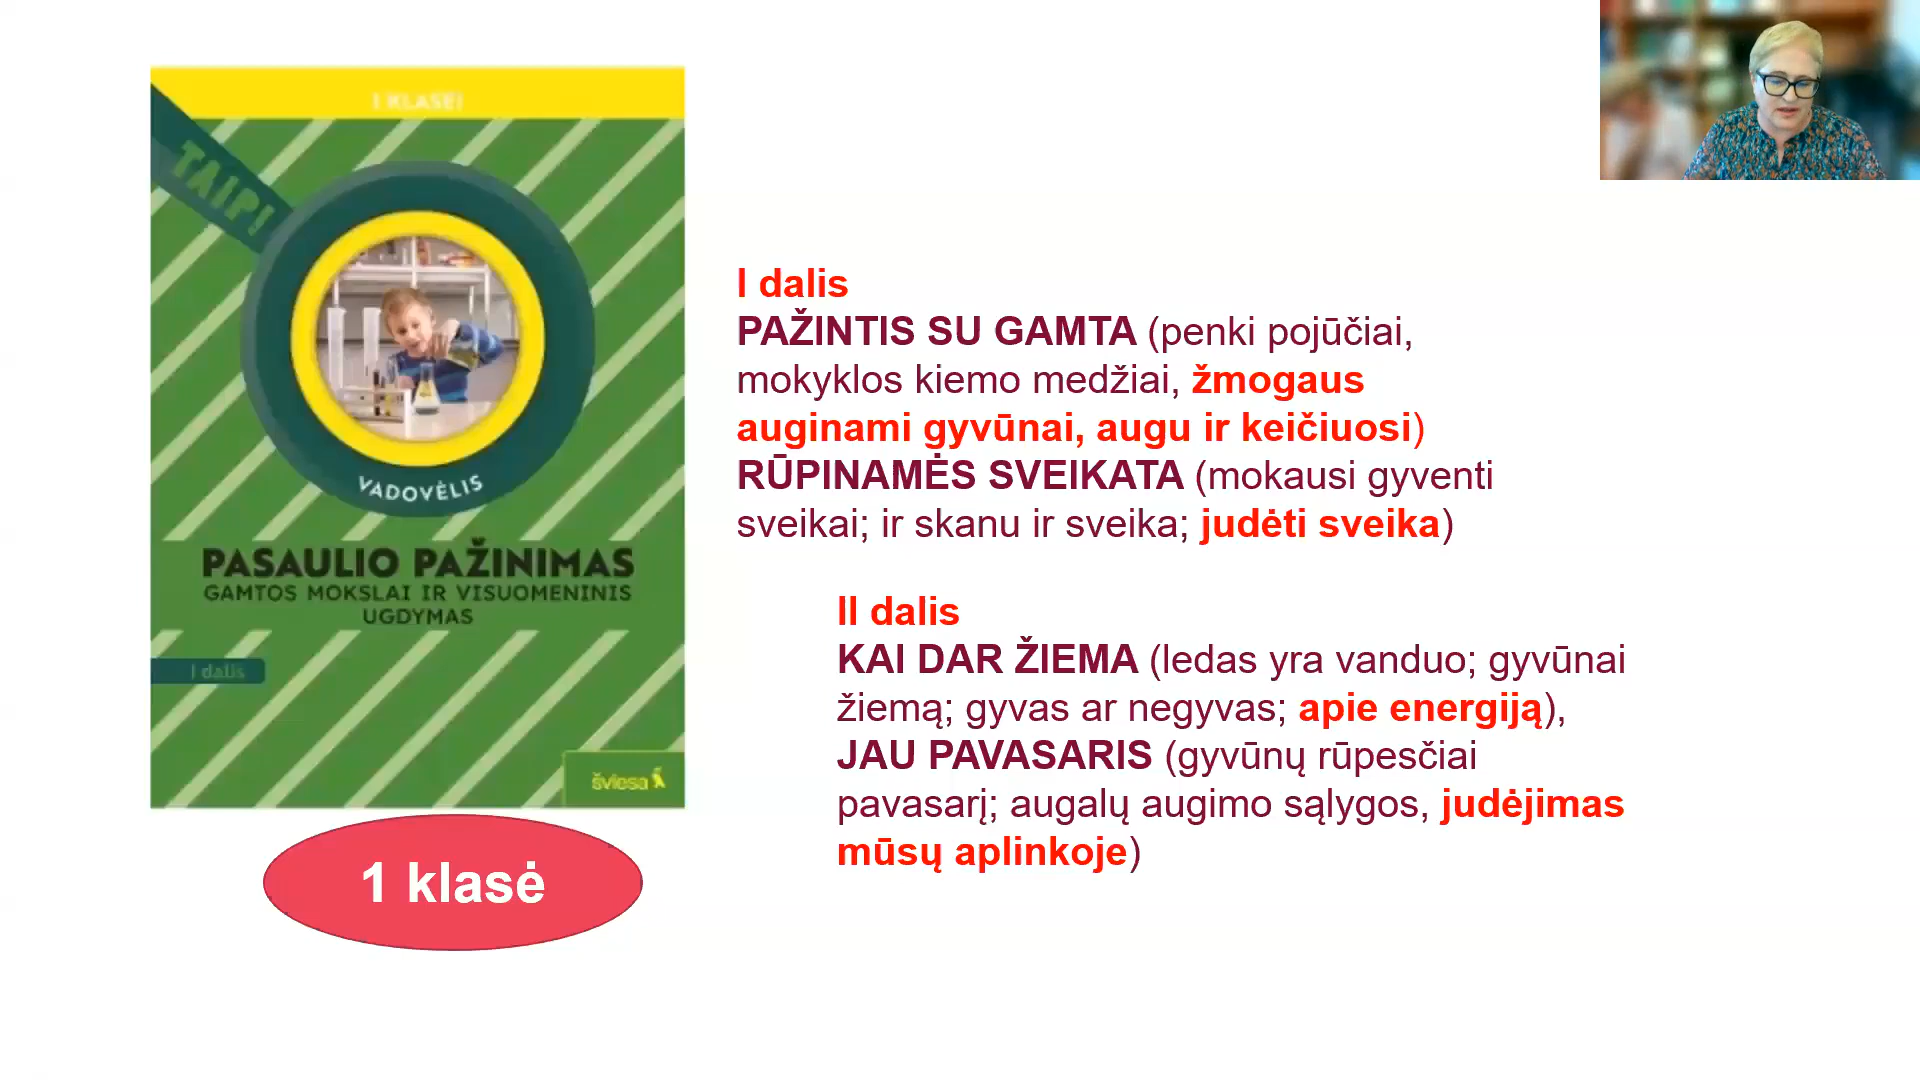 I KLASEI
TAIP!
VADOVĖLIS
PASAULIO PAŽINIMAS
GAMTOS MOKSLAI IR VISUOMENINIS
UGDYMAS
I dalis
šviesa
1 klasė
I dalis
PAŽINTIS SU GAMTA (penki pojūčiai,
mokyklos kiemo medžiai, žmogaus
auginami gyvūnai, augu ir keičiuosi)
RŪPINAMĖS SVEIKATA (mokausi gyventi
sveikai; ir skanu ir sveika; judėti sveika)
II dalis
KAI DAR ŽIEMA (ledas yra vanduo; gyvūnai
žiemą; gyvas ar negyvas; apie energiją),
JAU PAVASARIS (gyvūnų rūpesčiai
pavasarį; augalų augimo sąlygos, judėjimas
mūsų aplinkoje)